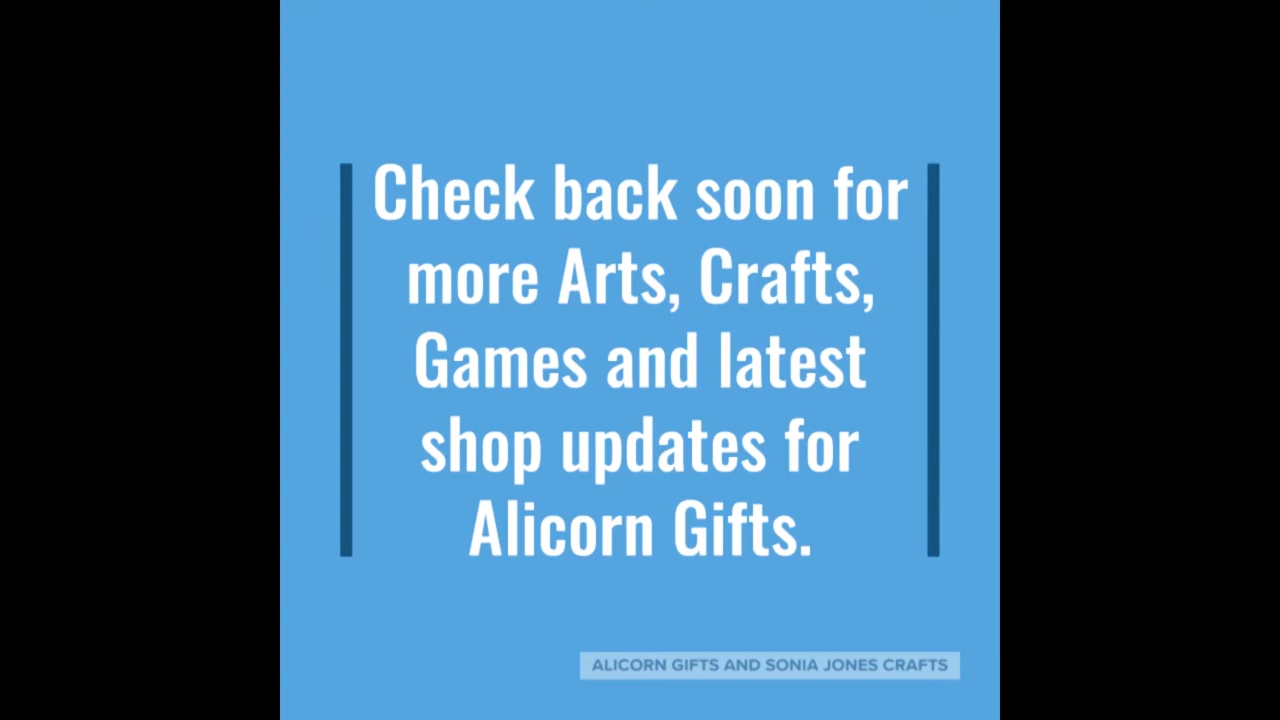 Check back soon for
more Arts, Crafts,
Games and latest
shop updates for
Alicorn Gifts.
ALICORN GIFTS AND SONIA JONES CRAFTS